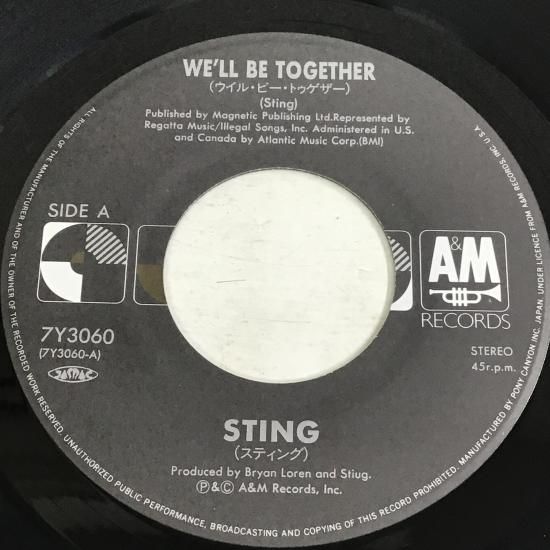 WE'LL BE TOGETHER
(ウイル・ビー・トゥゲザー)
(Sting)
Published by Magnetic Publishing Ltd.Represented by
Regatta Music/Illegal Songs, Inc. Administered in U.S.
and Canada by Atlantic Music Corp.(BMI)
SIDE A
A&M
RECORDS
7Y3060
(7Y3060-A)
JASRAC
STEREO
45r.p.m.
STING
(スティング)
Produced by Bryan Loren and Stiug.
Ⓟ&© A&M Records, Inc.
ALL RIGHTS OF THE MANUFACTURER AND OF THE OWNER OF THE RECORDED WORK RESERVED. UNAUTHORIZED PUBLIC PERFORMANCE, BROADCASTING AND COPYING OF THIS RECORD PROHIBITED. MANUFACTURED BY PONY CANYON INC. JAPAN, UNDER LICENCE FROM A&M RECORDS, INC. U.S.A.